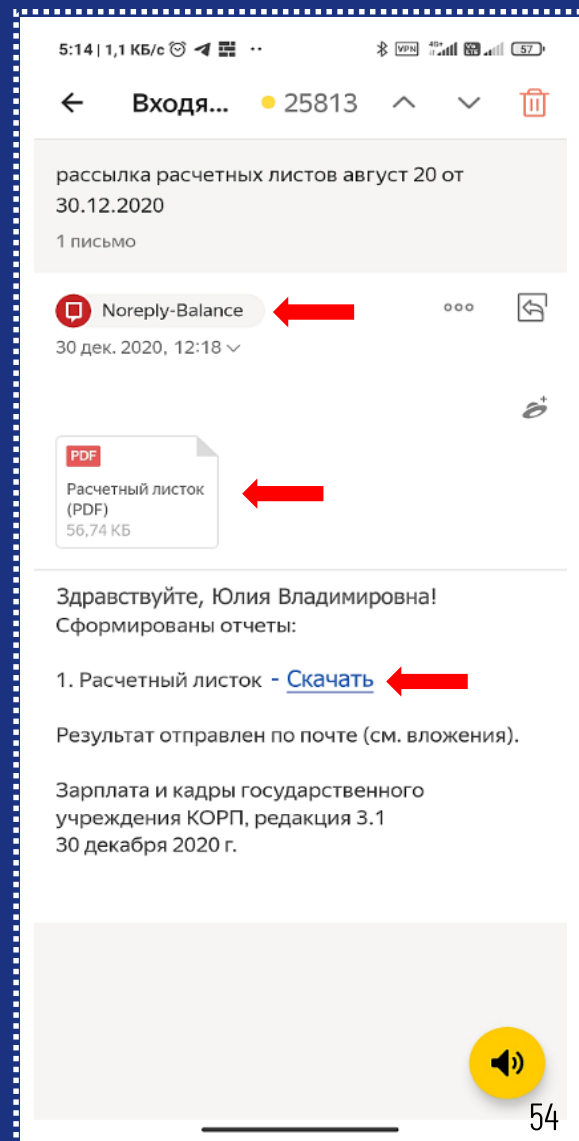 5:14 | 1,1 КБ/с ··
VPN 4G+ 57
Входя... 25813
рассылка расчетных листов август 20 от
30.12.2020
1 письмо
Noreply-Balance
30 дек. 2020, 12:18
PDF
Расчетный листок
(PDF)
56,74 КБ
Здравствуйте, Юлия Владимировна!
Сформированы отчеты:
1. Расчетный листок - Скачать
Результат отправлен по почте (см. вложения).
Зарплата и кадры государственного
учреждения КОРП, редакция 3.1
30 декабря 2020 г.
54